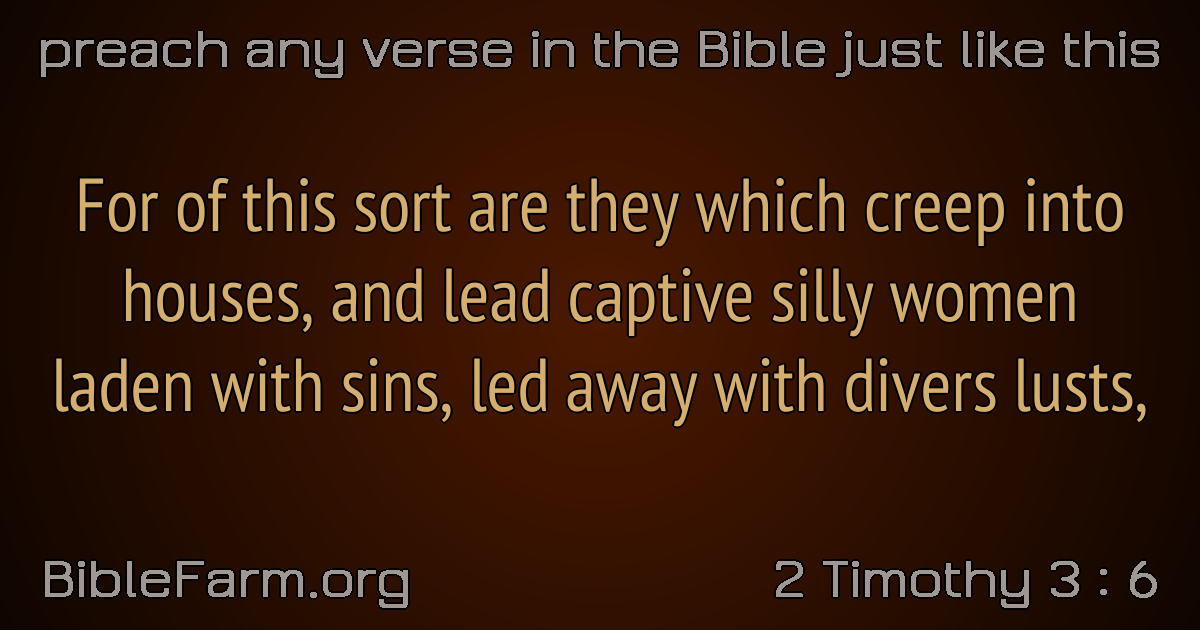 preach any verse in the Bible just like this
For of this sort are they which creep into
houses, and lead captive silly women
laden with sins, led away with divers lusts,
BibleFarm.org
2 Timothy 3 : 6